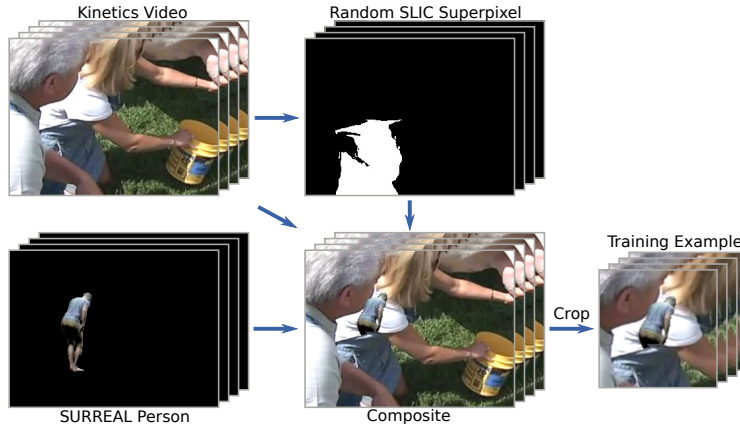 Kinetics Video
Random SLIC Superpixel
Training Example
Crop
SURREAL Person
Composite